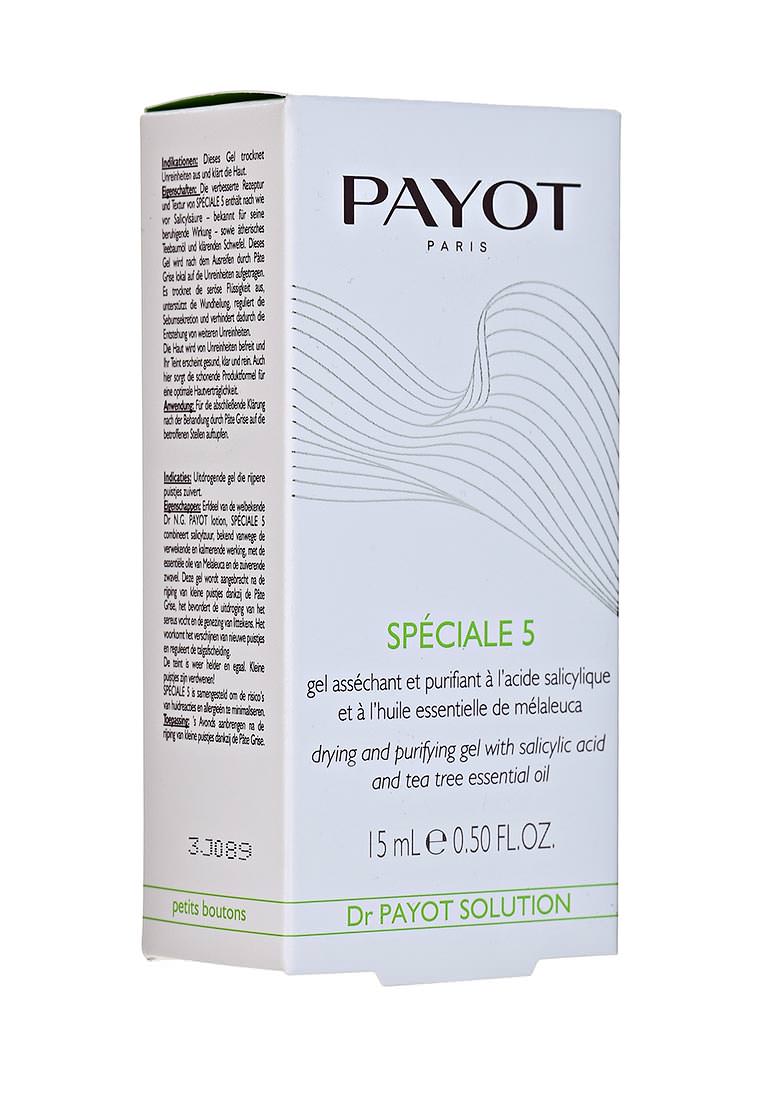 PAYOT
PARIS
SPÉCIALE 5
gel asséchant et purifiant à l'acide salicylique
et à l'huile essentielle de mélaleuca
drying and purifying gel with salicylic acid
and tea tree essential oil
15 mL e 0.50 FL.OZ.
Dr PAYOT SOLUTION
Indikationen: Dieses Gel trocknet
Unreinheiten aus und klärt die Haut.
Eigenschaften: Die verbesserte Rezeptur
und Textur von SPÉCIALE 5 enthält nach wie
vor Salicylsäure – bekannt für seine
beruhigende Wirkung – sowie ätherisches
Teebaumöl und klärenden Schwefel. Dieses
Gel wird nach dem Ausreifen durch Pâte
Grise lokal auf die Unreinheiten aufgetragen.
Es trocknet die seröse Flüssigkeit aus,
unterstützt die Wundheilung, reguliert die
Sebumsekretion und verhindert dadurch die
Entstehung von weiteren Unreinheiten.
Die Haut wird von Unreinheiten befreit und
Ihr Teint erscheint gesund, klar und rein. Auch
hier sorgt die schonende Produktformel für
eine optimale Hautverträglichkeit.
Anwendung: Für die abschließende Klärung
nach der Behandlung durch Pâte Grise auf die
betroffenen Stellen auftupfen.
Indicaties: Uitdrogende gel die rijpere
puistjes zuivert.
Eigenschappen: Erfdeel van de welbekende
Dr N.G. PAYOT lotion, SPÉCIALE 5
combineert salicylzuur, bekend vanwege de
verwekende en kalmerende werking, met de
essentiële olie van Melaleuca en de zuiverende
zwavel. Deze gel wordt aangebracht na de
rijping van kleine puistjes dankzij de Pâte
Grise, het bevordert de uitdroging van het
sereus vocht en de genezing van littekens. Het
voorkomt het verschijnen van nieuwe puistjes
en reguleert de talgafscheiding.
De teint is weer helder en egaal. Kleine
puistjes zijn verdwenen!
SPÉCIALE 5 is samengesteld om de risico's
van huidreacties en allergieën te minimaliseren.
Toepassing: 's Avonds aanbrengen na de
rijping van kleine puistjes dankzij de Pâte Grise.
3J089
petits boutons